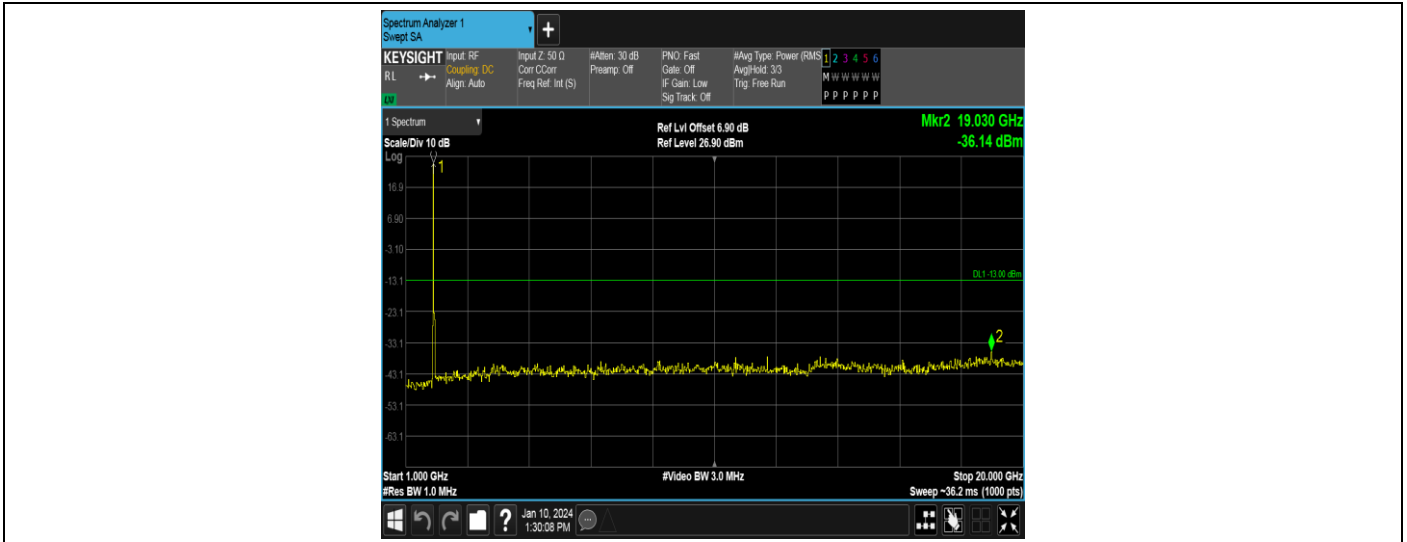 Spectrum Analyzer 1
Swept SA
+
KEYSIGHT
RL
LXI
Input: RF
Coupling: DC
Align: Auto
Input Z: 50 Ω
Corr CCorr
Freq Ref: Int (S)
#Atten: 30 dB
Preamp: Off
PNO: Fast
Gate: Off
IF Gain: Low
Sig Track: Off
#Avg Type: Power (RMS
Avg|Hold: 3/3
Trig: Free Run
1 2 3 4 5 6
M W W W W W
P P P P P P
1 Spectrum
Scale/Div 10 dB
Ref Lvl Offset 6.90 dB
Ref Level 26.90 dBm
Mkr2 19.030 GHz
-36.14 dBm
Log
1
16.9
6.90
-3.10
DL1 -13.00 dBm
-13.1
-23.1
-33.1
2
-43.1
-53.1
-63.1
Start 1.000 GHz
#Video BW 3.0 MHz
Stop 20.000 GHz
#Res BW 1.0 MHz
Sweep ~36.2 ms (1000 pts)
?
Jan 10, 2024
1:30:08 PM